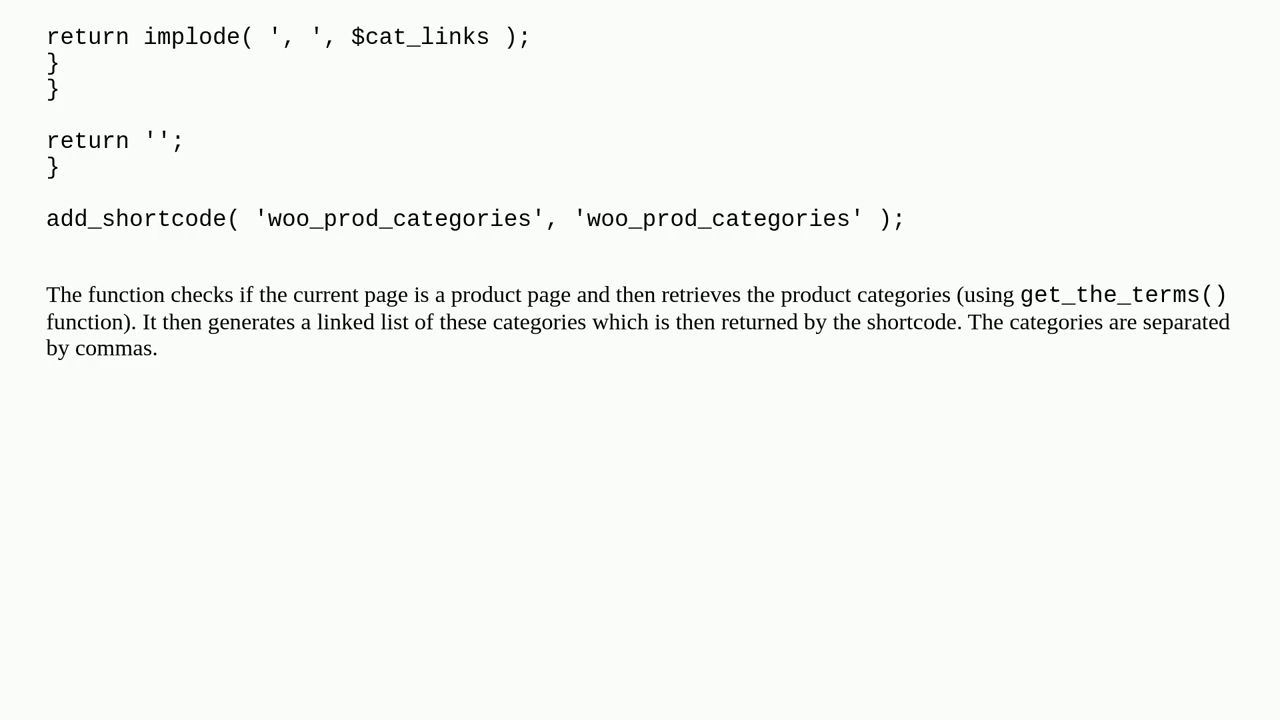 return implode( ', ', $cat_links );
}
}
return '';
}
add_shortcode( 'woo_prod_categories', 'woo_prod_categories' );
The function checks if the current page is a product page and then retrieves the product categories (using get_the_terms()
function). It then generates a linked list of these categories which is then returned by the shortcode. The categories are separated
by commas.